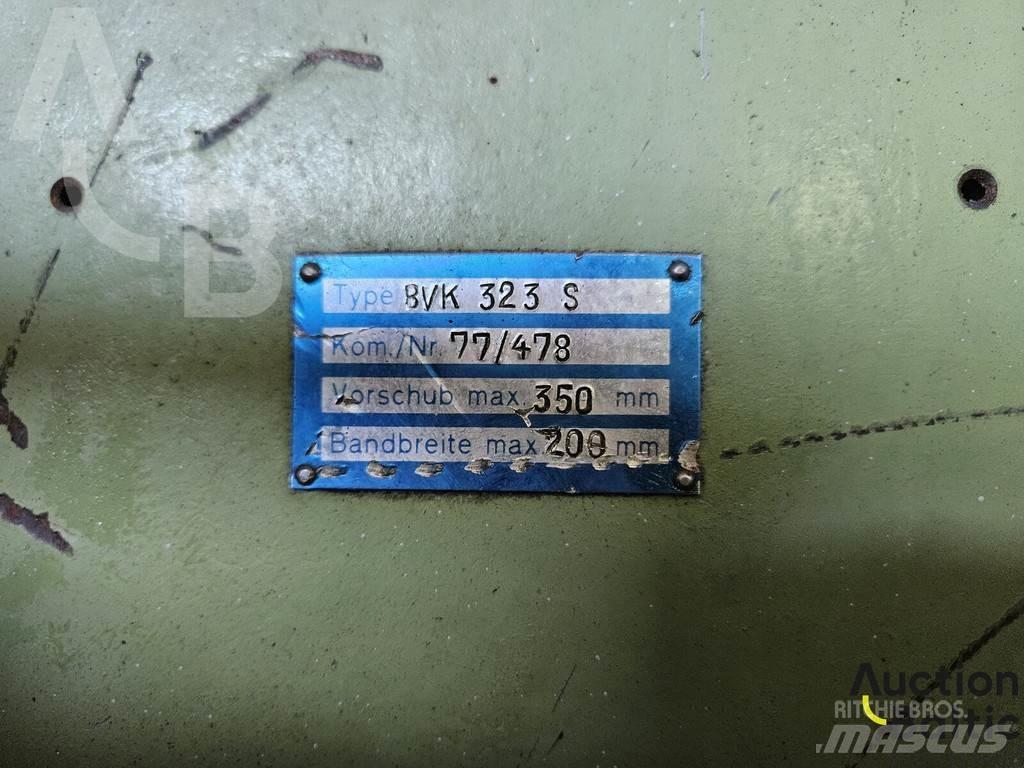 ACB
Type BVK 323 S
Kom./Nr. 77/478
Vorschub max. 350 mm
Bandbreite max. 200 mm
Auction
RITCHIE BROS.
MASCUS